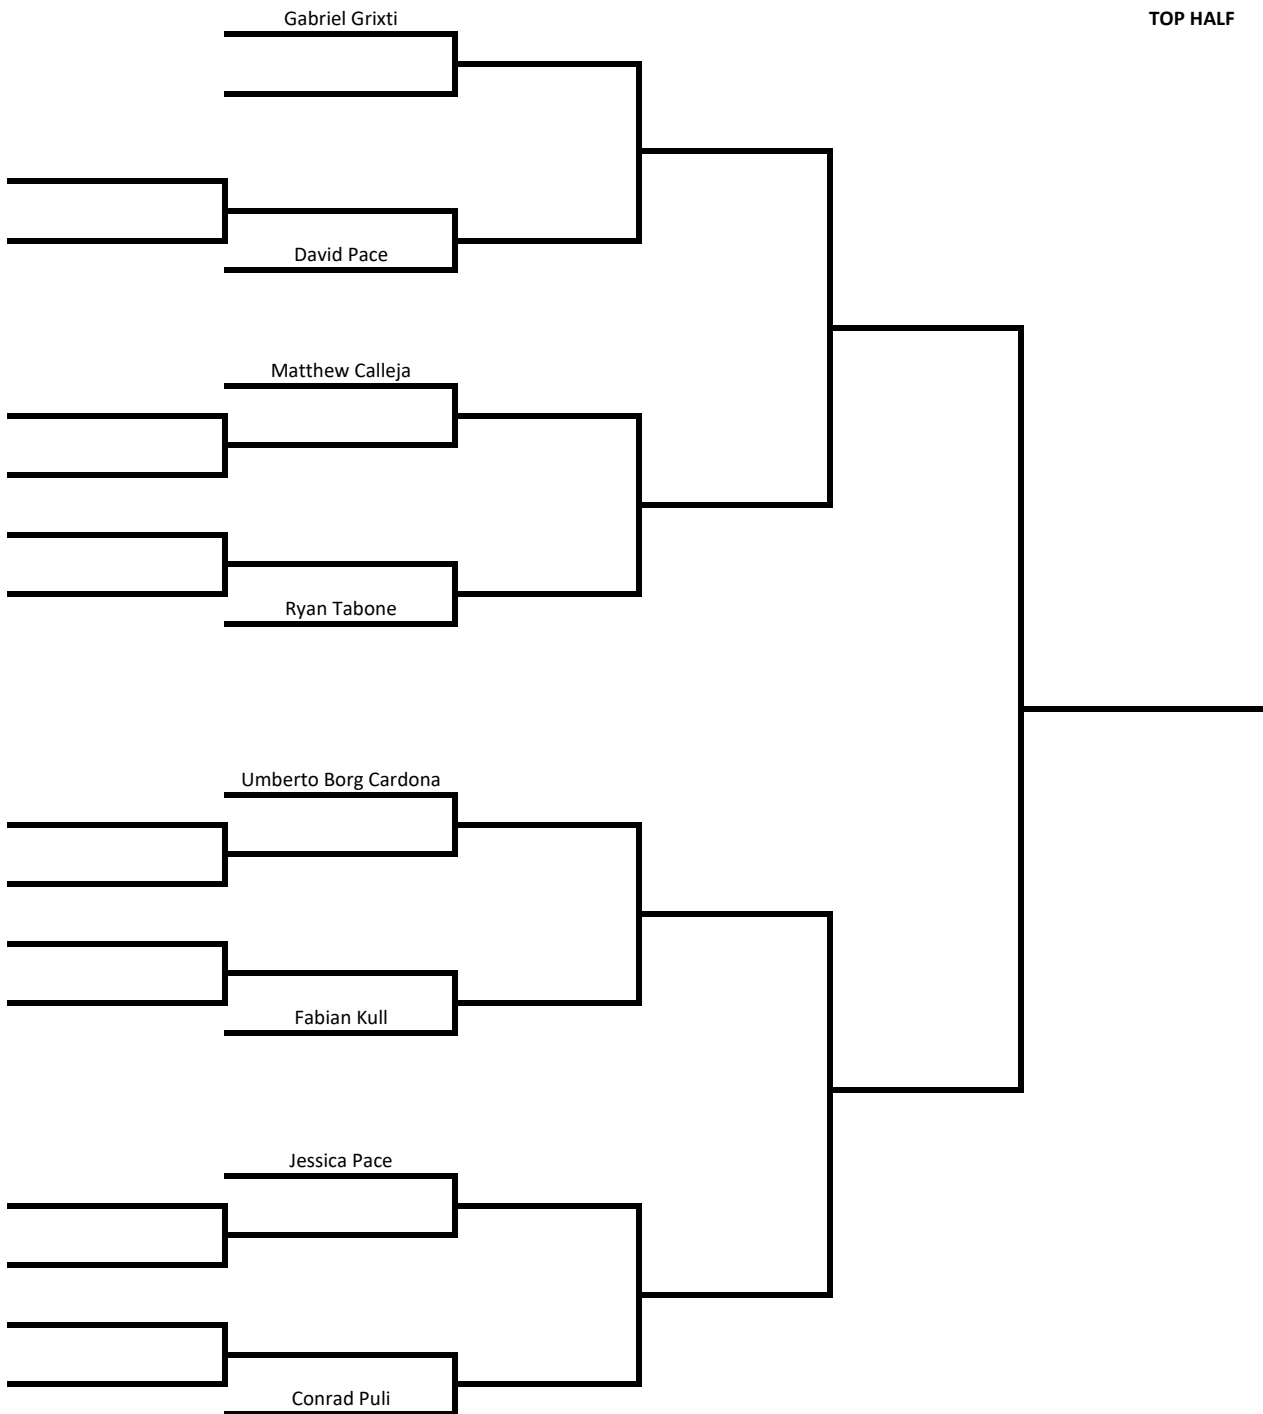 Gabriel Grixti
TOP HALF
David Pace
Matthew Calleja
Ryan Tabone
Umberto Borg Cardona
Fabian Kull
Jessica Pace
Conrad Puli